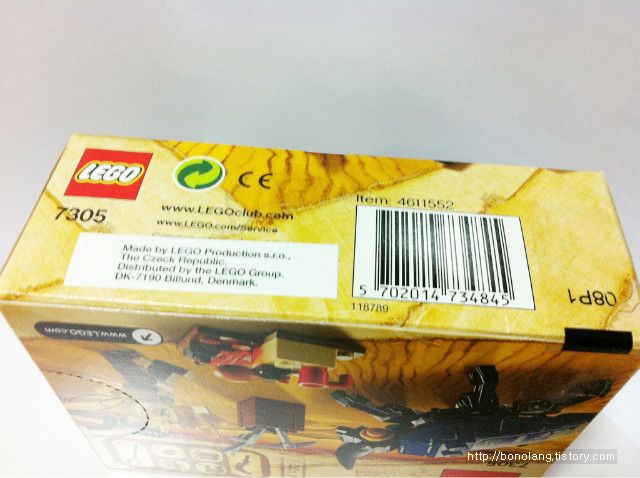 LEGO
7305
CE
www.LEGOclub.com
www.LEGO.com/Service
Made by LEGO Production s.r.o.,
The Czeck Republic.
Distributed by the LEGO Group.
DK-7190 Billund, Denmark.
Item: 4611552
5 702014 734845
118789
08P1
www.LEGO.com
7305
http://bonolang.tistory.com